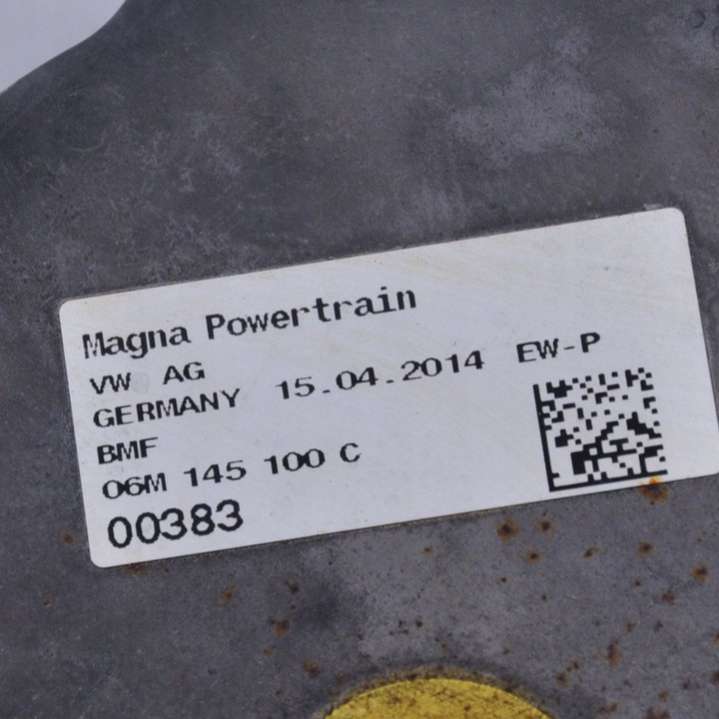 Magna Powertrain
VW AG
GERMANY 15.04.2014 EW-P
BMF
06M 145 100 C
00383